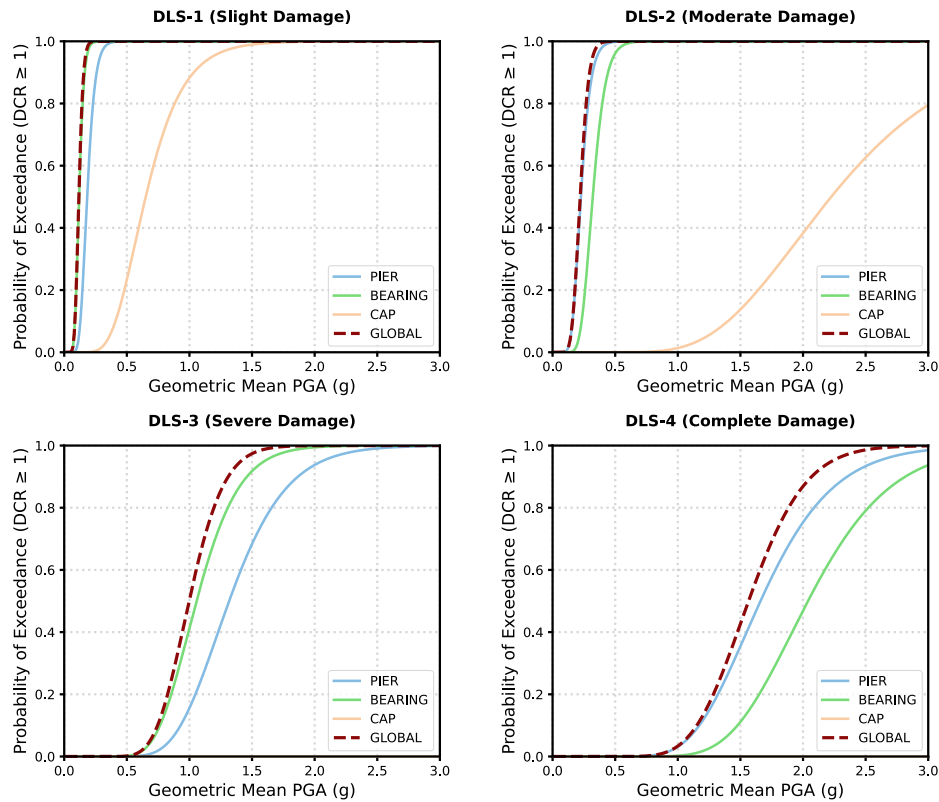 DLS-1 (Slight Damage)
Probability of Exceedance (DCR ≥ 1)
1.0
0.8
0.6
0.4
0.2
0.0
PIER
BEARING
CAP
GLOBAL
0.0 0.5 1.0 1.5 2.0 2.5 3.0
Geometric Mean PGA (g)
DLS-2 (Moderate Damage)
Probability of Exceedance (DCR ≥ 1)
1.0
0.8
0.6
0.4
0.2
0.0
PIER
BEARING
CAP
GLOBAL
0.0 0.5 1.0 1.5 2.0 2.5 3.0
Geometric Mean PGA (g)
DLS-3 (Severe Damage)
Probability of Exceedance (DCR ≥ 1)
1.0
0.8
0.6
0.4
0.2
0.0
PIER
BEARING
CAP
GLOBAL
0.0 0.5 1.0 1.5 2.0 2.5 3.0
Geometric Mean PGA (g)
DLS-4 (Complete Damage)
Probability of Exceedance (DCR ≥ 1)
1.0
0.8
0.6
0.4
0.2
0.0
PIER
BEARING
CAP
GLOBAL
0.0 0.5 1.0 1.5 2.0 2.5 3.0
Geometric Mean PGA (g)